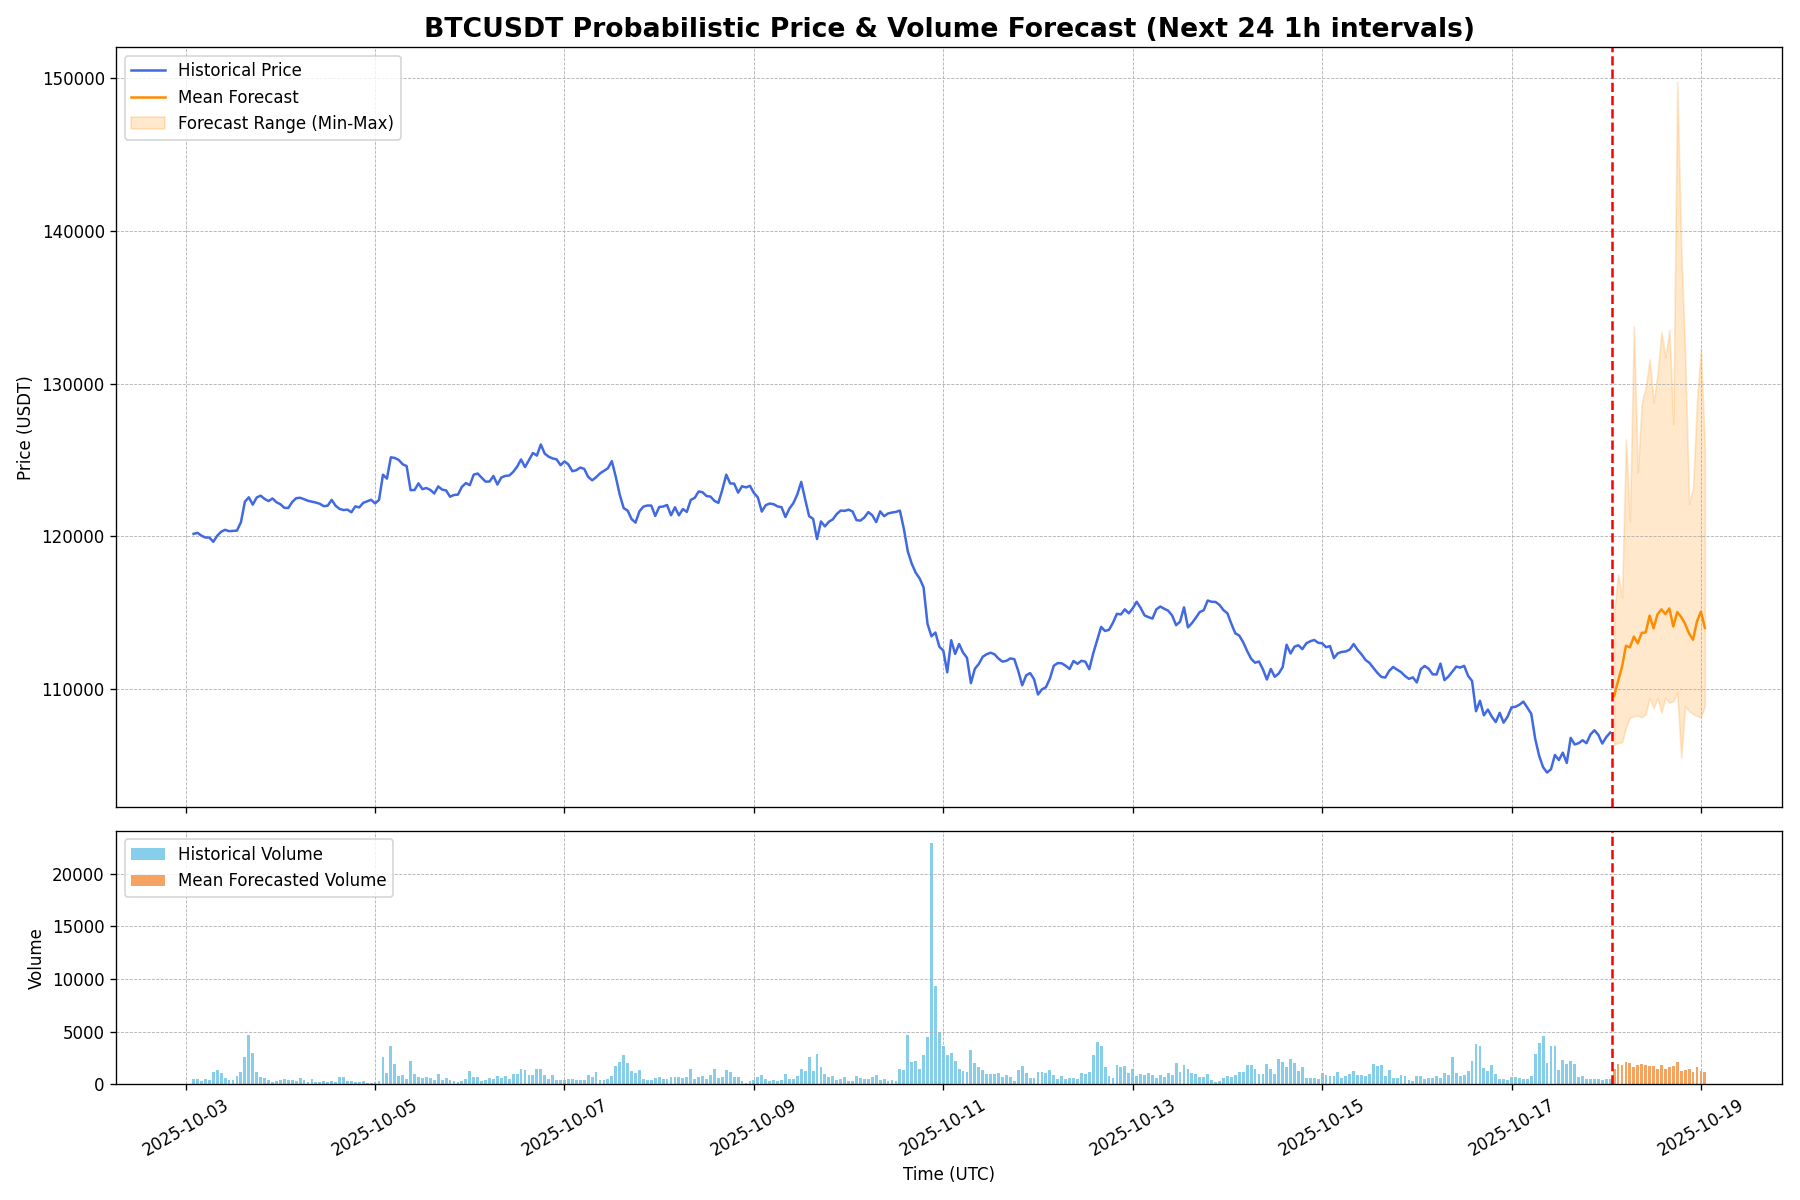 BTCUSDT Probabilistic Price & Volume Forecast (Next 24 1h intervals)
Historical Price
Mean Forecast
Forecast Range (Min-Max)
150000
140000
130000
120000
110000
Price (USDT)
Historical Volume
Mean Forecasted Volume
20000
15000
10000
5000
0
Volume
2025-10-03
2025-10-05
2025-10-07
2025-10-09
2025-10-11
2025-10-13
2025-10-15
2025-10-17
2025-10-19
Time (UTC)